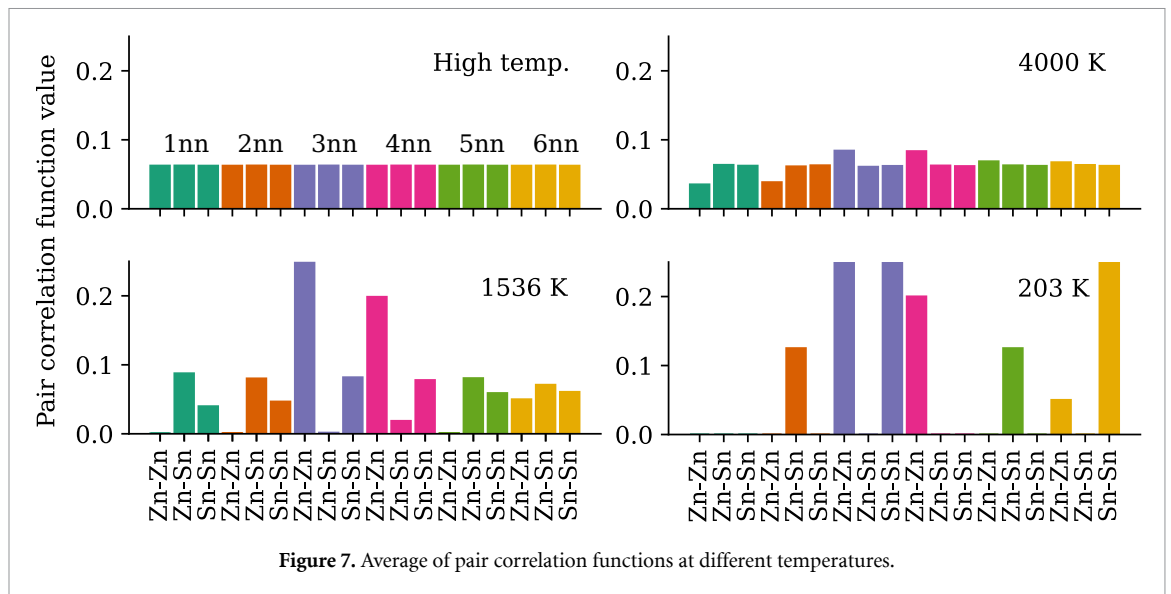 Pair correlation function value
High temp.
0.2
0.1
0.0
1nn 2nn 3nn 4nn 5nn 6nn
4000 K
0.2
0.1
0.0
1536 K
0.2
0.1
0.0
Zn-Zn
Zn-Sn
Sn-Sn
Zn-Zn
Zn-Sn
Sn-Sn
Zn-Zn
Zn-Sn
Sn-Sn
Zn-Zn
Zn-Sn
Sn-Sn
Zn-Zn
Zn-Sn
Sn-Sn
Zn-Zn
Zn-Sn
Sn-Sn
203 K
0.2
0.1
0.0
Zn-Zn
Zn-Sn
Sn-Sn
Zn-Zn
Zn-Sn
Sn-Sn
Zn-Zn
Zn-Sn
Sn-Sn
Zn-Zn
Zn-Sn
Sn-Sn
Zn-Zn
Zn-Sn
Sn-Sn
Zn-Zn
Zn-Sn
Sn-Sn
Figure 7. Average of pair correlation functions at different temperatures.